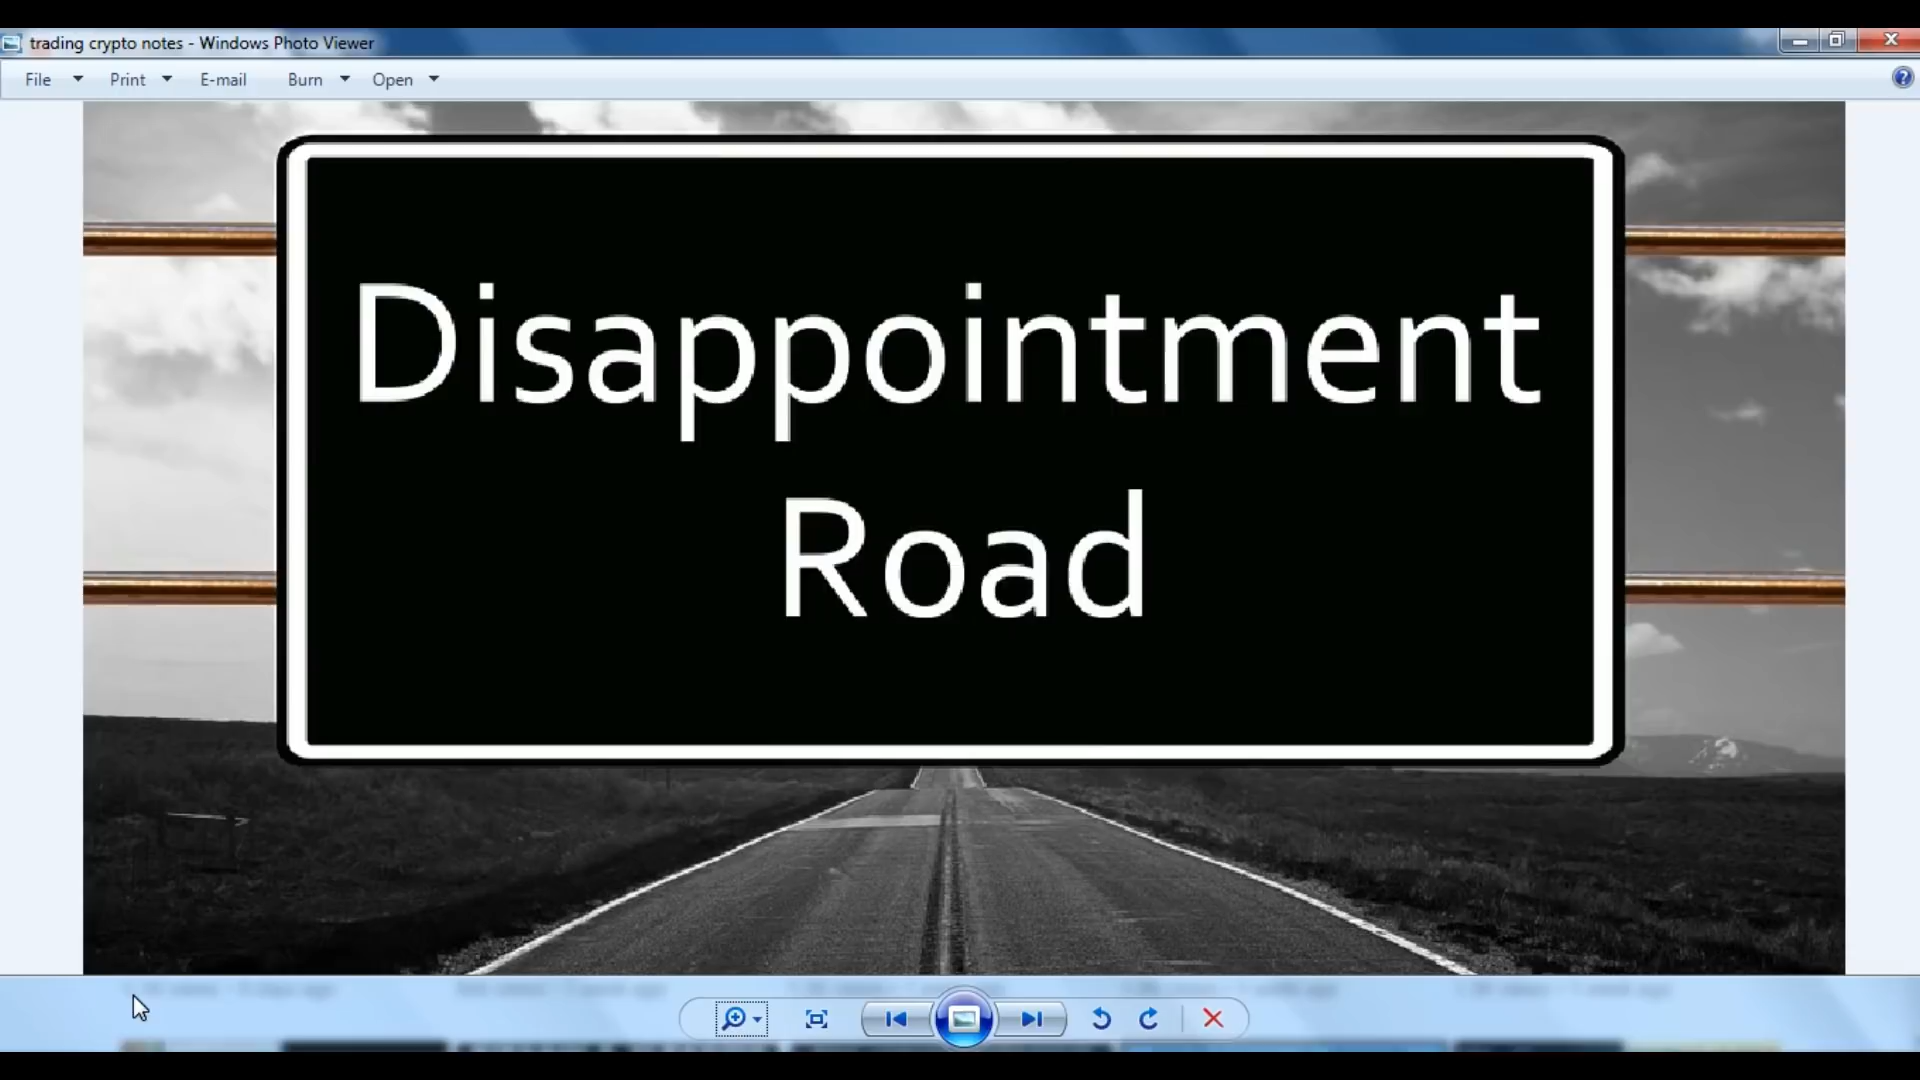 trading crypto notes - Windows Photo Viewer
File Print E-mail Burn Open
Disappointment
Road